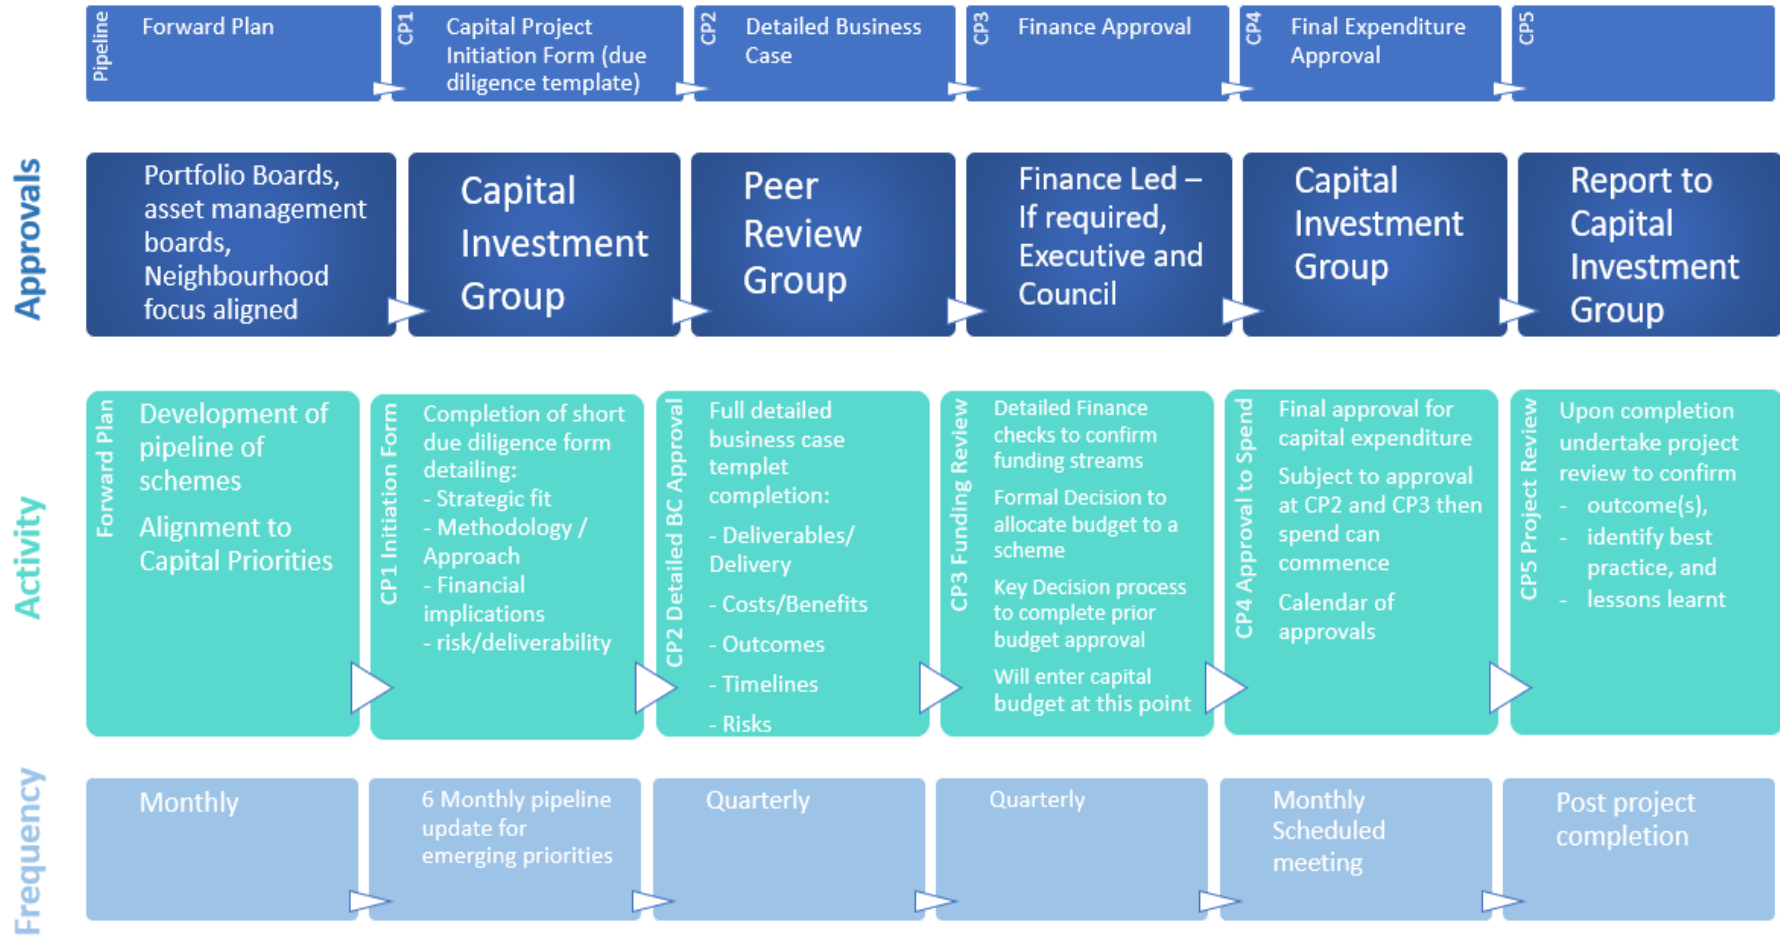 Pipeline
Forward Plan
CP1
Capital Project
Initiation Form (due
diligence template)
CP2
Detailed Business
Case
CP3
Finance Approval
CP4
Final Expenditure
Approval
CP5
Approvals
Portfolio Boards,
asset management
boards,
Neighbourhood
focus aligned
Capital
Investment
Group
Peer
Review
Group
Finance Led –
If required,
Executive and
Council
Capital
Investment
Group
Report to
Capital
Investment
Group
Activity
Forward Plan
Development of
pipeline of
schemes
Alignment to
Capital Priorities
CP1 Initiation Form
Completion of short
due diligence form
detailing:
- Strategic fit
- Methodology /
Approach
- Financial
implications
- risk/deliverability
CP2 Detailed BC Approval
Full detailed
business case
templet
completion:
- Deliverables/
Delivery
- Costs/Benefits
- Outcomes
- Timelines
- Risks
CP3 Funding Review
Detailed Finance
checks to confirm
funding streams
Formal Decision to
allocate budget to a
scheme
Key Decision process
to complete prior
budget approval
Will enter capital
budget at this point
CP4 Approval to Spend
Final approval for
capital expenditure
Subject to approval
at CP2 and CP3 then
spend can
commence
Calendar of
approvals
CP5 Project Review
Upon completion
undertake project
review to confirm
- outcome(s),
- identify best
practice, and
- lessons learnt
Frequency
Monthly
6 Monthly pipeline
update for
emerging priorities
Quarterly
Quarterly
Monthly
Scheduled
meeting
Post project
completion